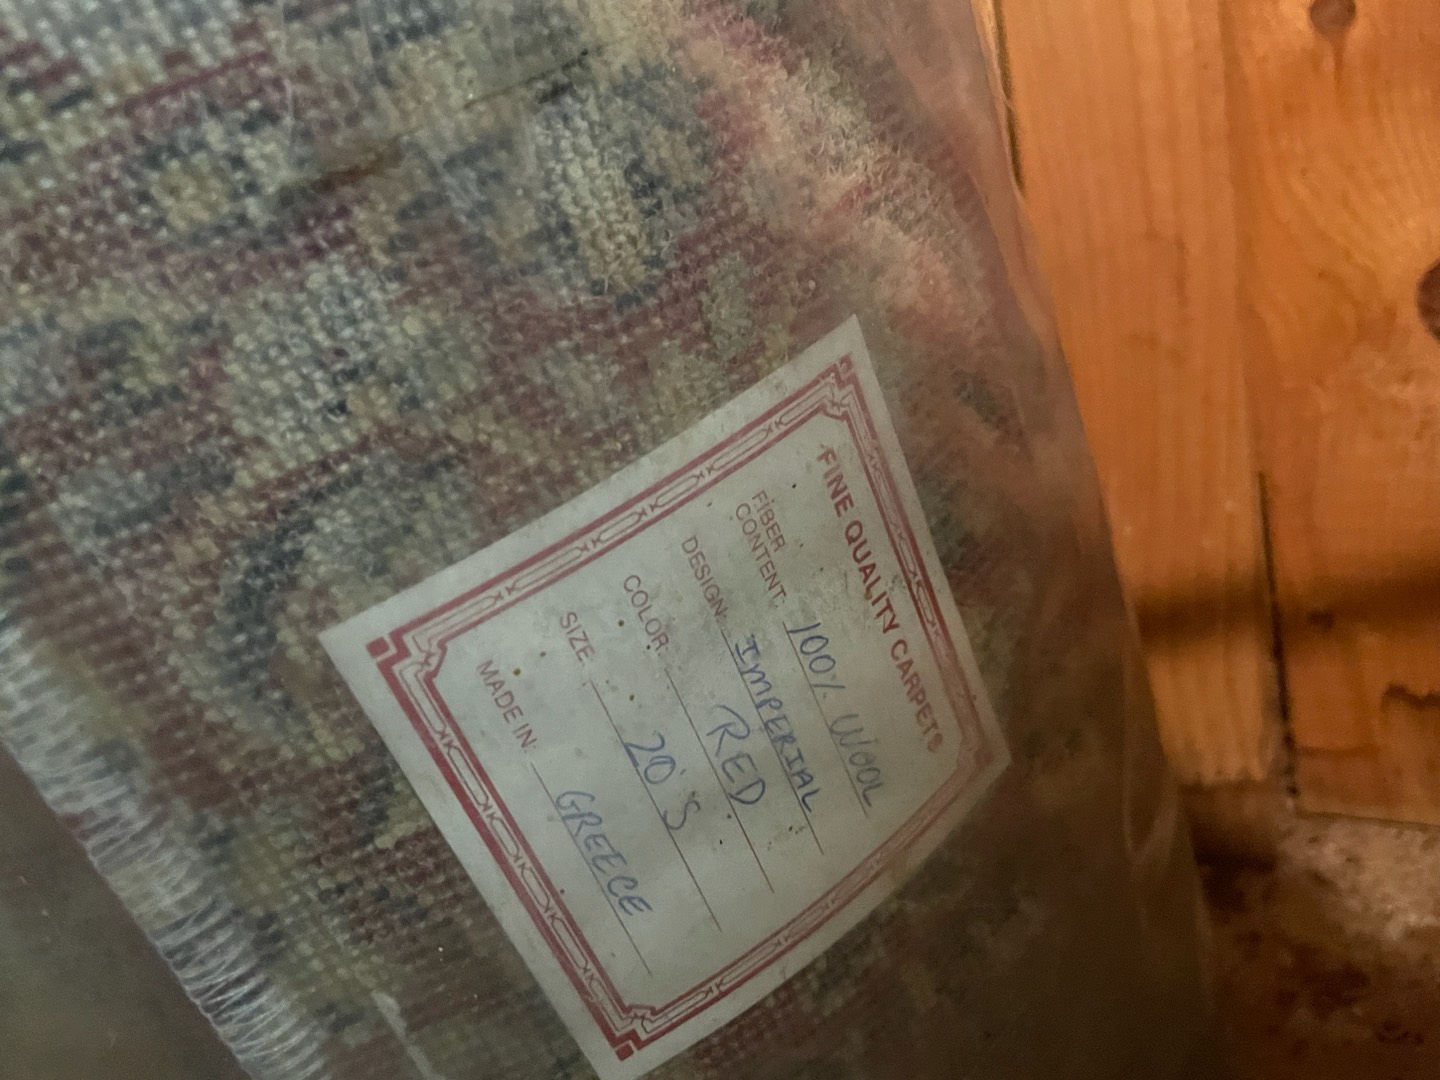 FINE QUALITY CARPETS
FIBER
CONTENT: 100% WOOL
DESIGN: IMPERIAL
COLOR: RED
SIZE: 20'S
MADE IN: GREECE